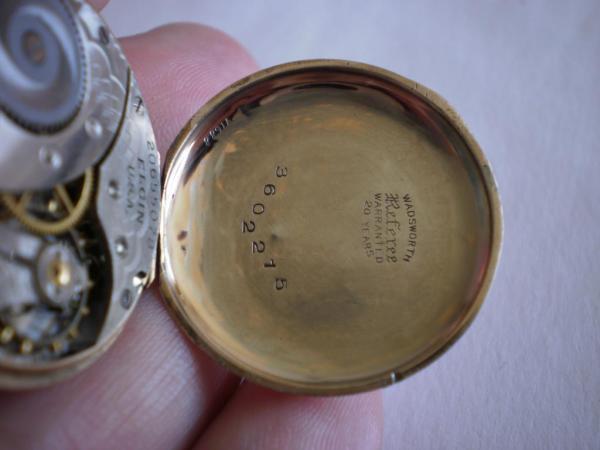 ELGIN
U.S.A.
3602215
WADSWORTH
Referee
WARRANTED
20 YEARS